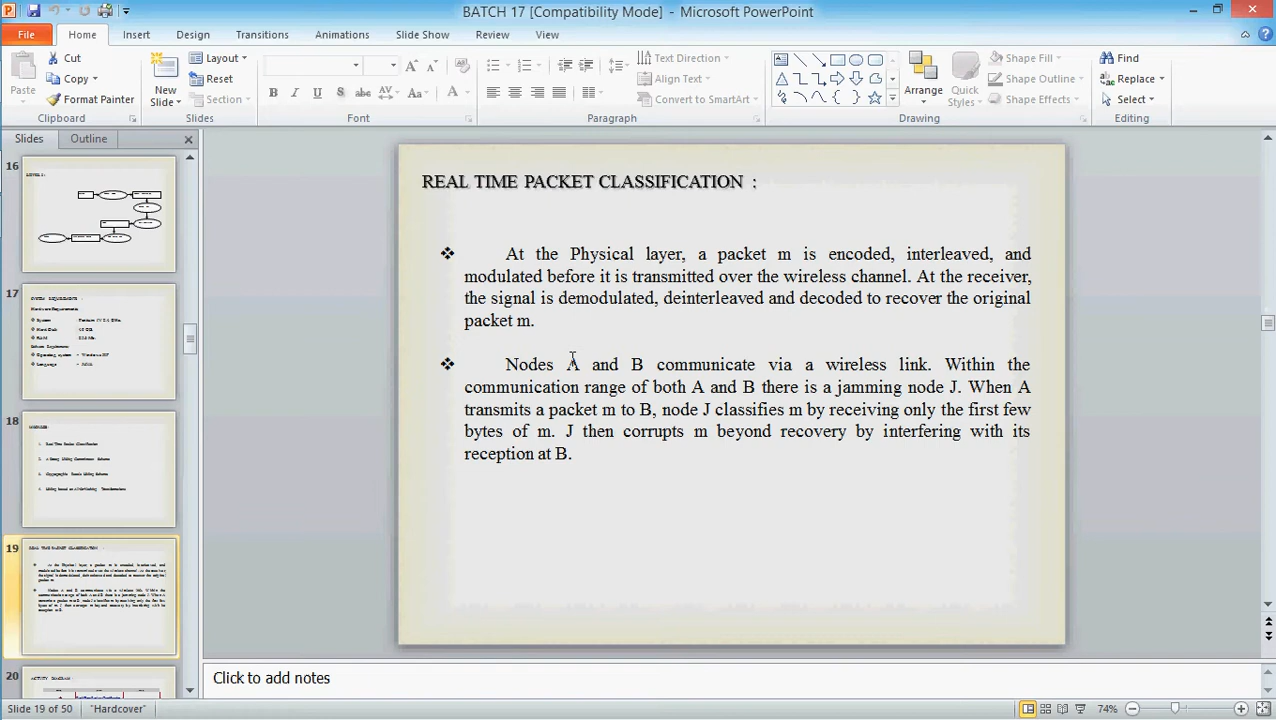 BATCH 17 [Compatibility Mode] - Microsoft PowerPoint
File Home Insert Design Transitions Animations Slide Show Review View
Paste
Cut
Copy
Format Painter
Clipboard
New Slide
Layout
Reset
Section
Slides
Font
Text Direction
Align Text
Convert to SmartArt
Paragraph
Arrange
Quick Styles
Shape Fill
Shape Outline
Shape Effects
Drawing
Find
Replace
Select
Editing
Slides Outline
16
17
18
19
20
REAL TIME PACKET CLASSIFICATION :
❖ At the Physical layer, a packet m is encoded, interleaved, and
modulated before it is transmitted over the wireless channel. At the receiver,
the signal is demodulated, deinterleaved and decoded to recover the original
packet m.
❖ Nodes A and B communicate via a wireless link. Within the
communication range of both A and B there is a jamming node J. When A
transmits a packet m to B, node J classifies m by receiving only the first few
bytes of m. J then corrupts m beyond recovery by interfering with its
reception at B.
Click to add notes
Slide 19 of 50 "Hardcover" 74%